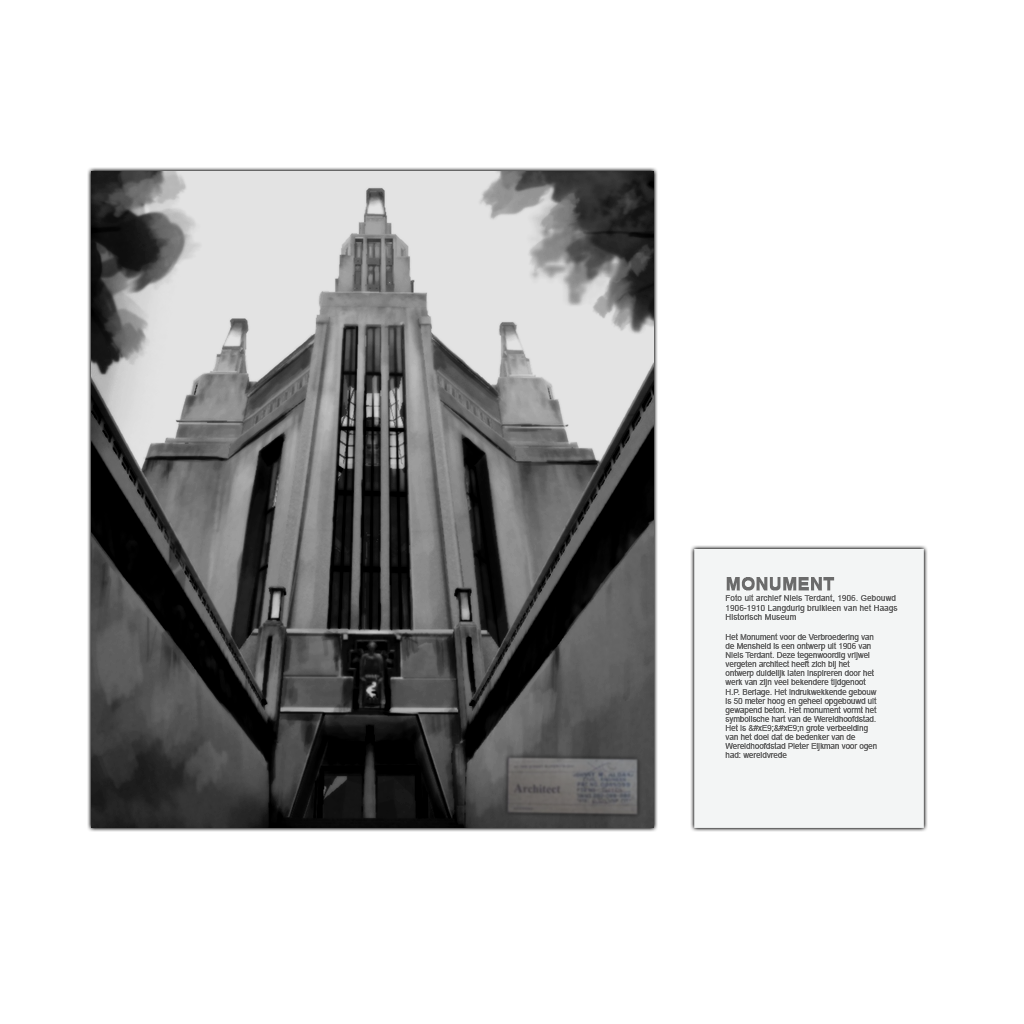 Architect
MONUMENT
Foto uit archief Niels Terdant, 1906. Gebouwd
1906-1910 Langdurig bruikleen van het Haags
Historisch Museum
Het Monument voor de Verbroedering van
de Mensheid is een ontwerp uit 1906 van
Niels Terdant. Deze tegenwoordig vrijwel
vergeten architect heeft zich bij het
ontwerp duidelijk laten inspireren door het
werk van zijn veel bekendere tijdgenoot
H.P. Berlage. Het indrukwekkende gebouw
is 50 meter hoog en geheel opgebouwd uit
gewapend beton. Het monument vormt het
symbolische hart van de Wereldhoofdstad.
Het is &#xE9;&#xE9;n grote verbeelding
van het doel dat de bedenker van de
Wereldhoofdstad Pieter Eijkman voor ogen
had: wereldvrede